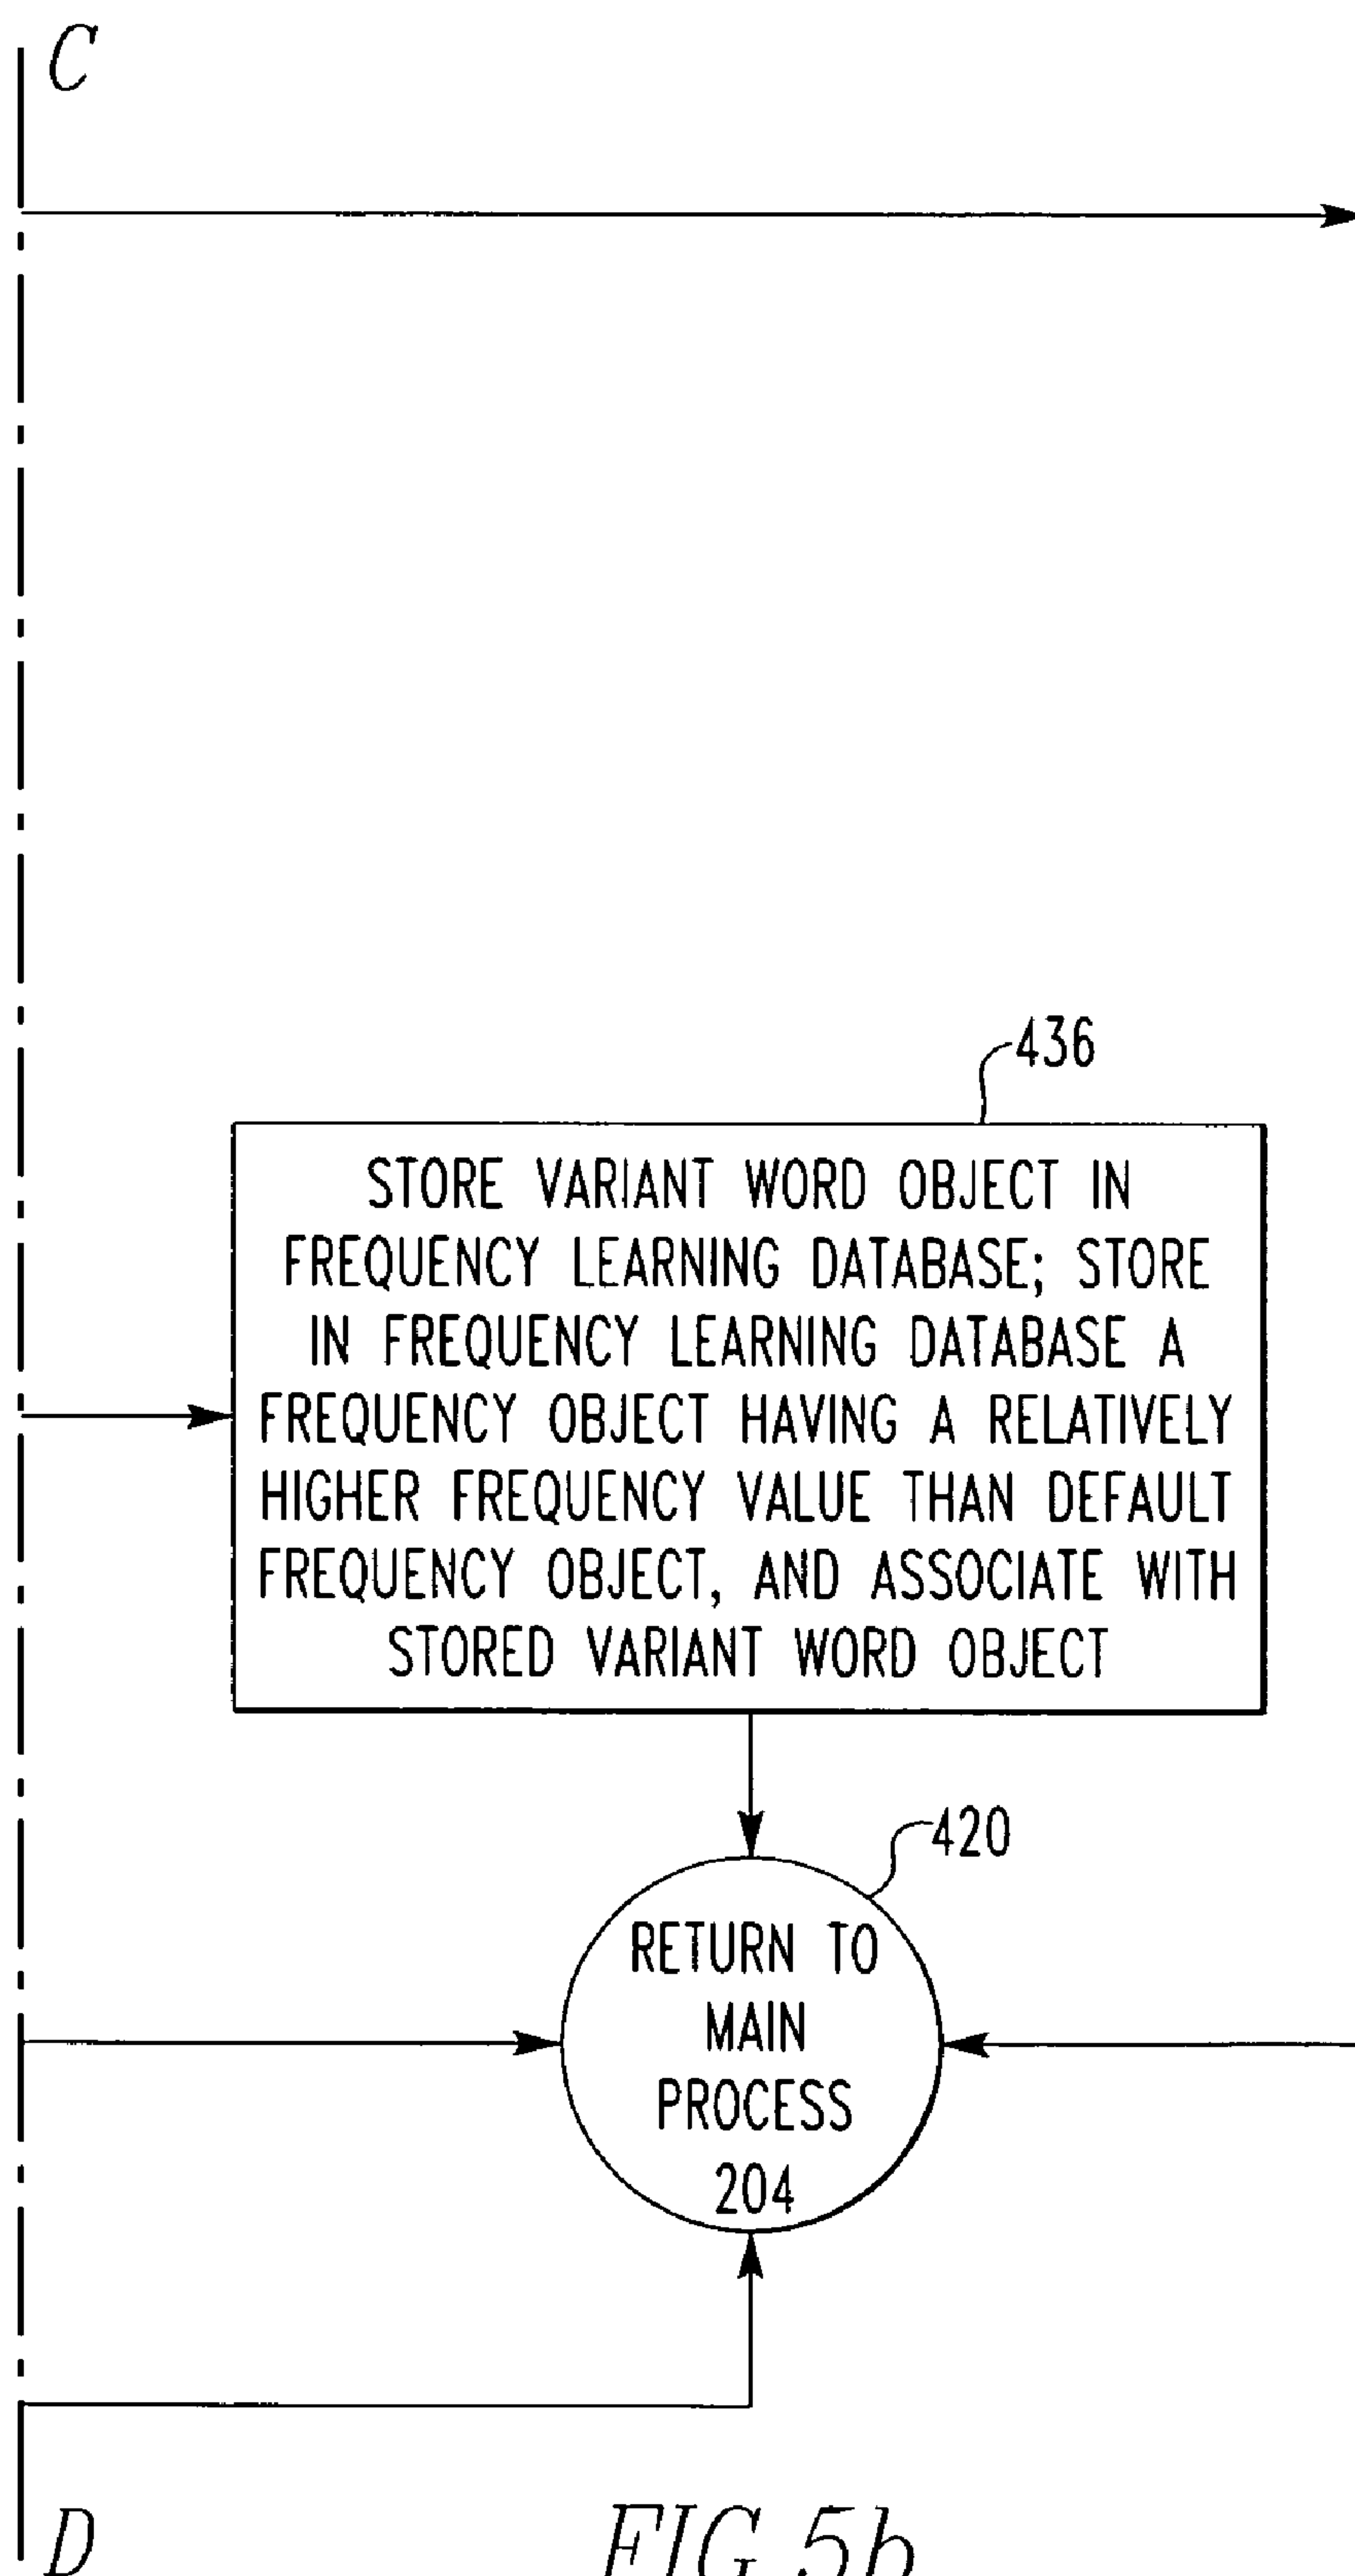 C
436
STORE VARIANT WORD OBJECT IN
FREQUENCY LEARNING DATABASE; STORE
IN FREQUENCY LEARNING DATABASE A
FREQUENCY OBJECT HAVING A RELATIVELY
HIGHER FREQUENCY VALUE THAN DEFAULT
FREQUENCY OBJECT, AND ASSOCIATE WITH
STORED VARIANT WORD OBJECT
420
RETURN TO
MAIN
PROCESS
204
D
FIG. 5b